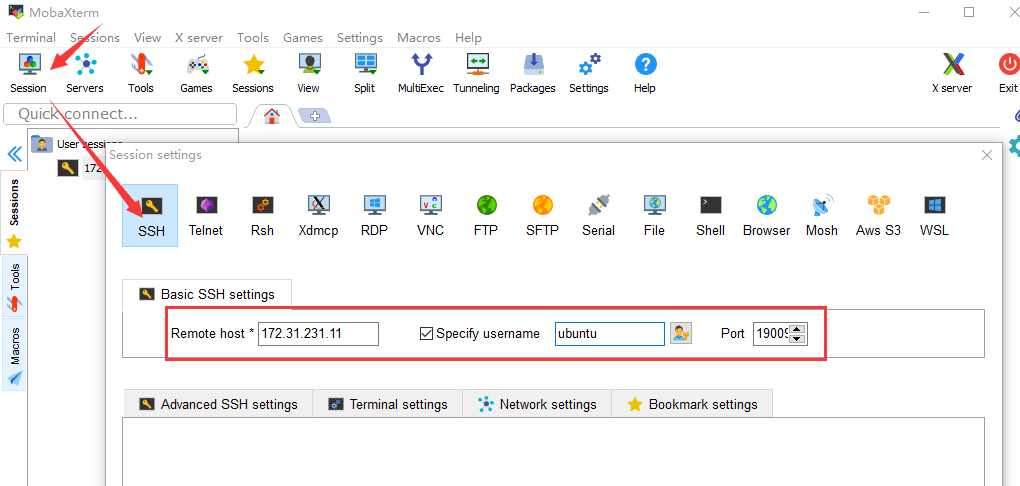 MobaXterm
Terminal Sessions View X server Tools Games Settings Macros Help
Session Servers Tools Games Sessions View Split MultiExec Tunneling Packages Settings Help X server Exit
Quick connect...
User sessions
172
Sessions
Tools
Macros
Session settings
SSH Telnet Rsh Xdmcp RDP VNC FTP SFTP Serial File Shell Browser Mosh Aws S3 WSL
Basic SSH settings
Remote host * 172.31.231.11 Specify username ubuntu Port 19009
Advanced SSH settings Terminal settings Network settings Bookmark settings